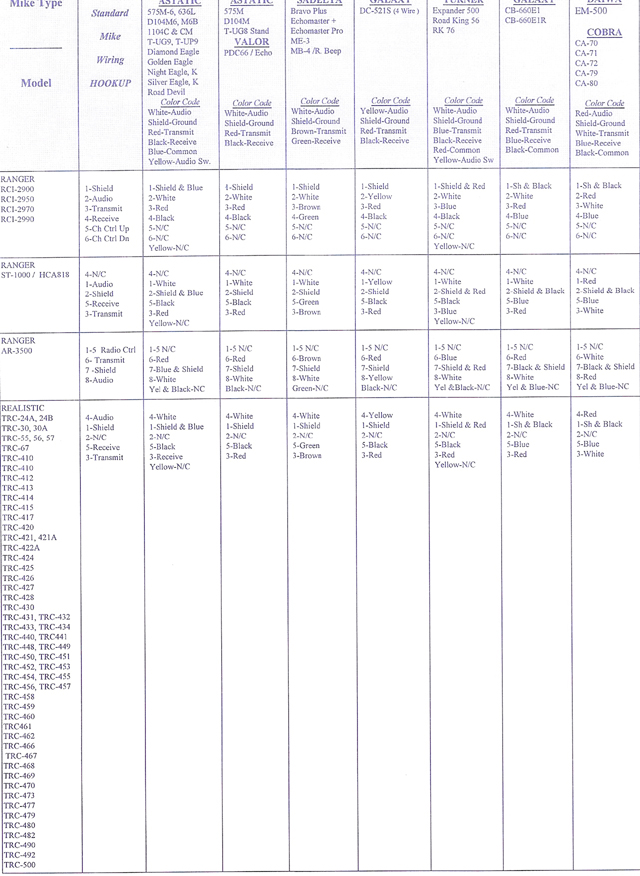 Mike Type
Model
Standard
Mike
Wiring
HOOKUP
ASTATIC
575M-6, 636L
D104M6, M6B
1104C & CM
T-UG9, T-UP9
Diamond Eagle
Golden Eagle
Night Eagle, K
Silver Eagle, K
Road Devil
Color Code
White-Audio
Shield-Ground
Red-Transmit
Black-Receive
Blue-Common
Yellow-Audio Sw.
ASTATIC
575M
D104M
T-UG8 Stand
VALOR
PDC66 / Echo
Color Code
White-Audio
Shield-Ground
Red-Transmit
Black-Receive
SADELTA
Bravo Plus
Echomaster +
Echomaster Pro
ME-3
MB-4 /R. Beep
Color Code
White-Audio
Shield-Ground
Brown-Transmit
Green-Receive
GALAXY
DC-521S (4 Wire)
Color Code
Yellow-Audio
Shield-Ground
Red-Transmit
Black-Receive
TURNER
Expander 500
Road King 56
RK 76
Color Code
White-Audio
Shield-Ground
Blue-Transmit
Black-Receive
Red-Common
Yellow-Audio Sw
GALAXY
CB-660E1
CB-660E1R
Color Code
White-Audio
Shield-Ground
Red-Transmit
Blue-Receive
Black-Common
DAIWA
EM-500
COBRA
CA-70
CA-71
CA-72
CA-79
CA-80
Color Code
Red-Audio
Shield-Ground
White-Transmit
Blue-Receive
Black-Common
RANGER
RCI-2900
RCI-2950
RCI-2970
RCI-2990
1-Shield
2-Audio
3-Transmit
4-Receive
5-Ch Ctrl Up
6-Ch Ctrl Dn
1-Shield & Blue
2-White
3-Red
4-Black
5-N/C
6-N/C
Yellow-N/C
1-Shield
2-White
3-Red
4-Black
5-N/C
6-N/C
1-Shield
2-White
3-Brown
4-Green
5-N/C
6-N/C
1-Shield
2-Yellow
3-Red
4-Black
5-N/C
6-N/C
1-Shield & Red
2-White
3-Blue
4-Black
5-N/C
6-N/C
Yellow-N/C
1-Sh & Black
2-White
3-Red
4-Blue
5-N/C
6-N/C
1-Sh & Black
2-Red
3-White
4-Blue
5-N/C
6-N/C
RANGER
ST-1000 / HCA818
4-N/C
1-Audio
2-Shield
5-Receive
3-Transmit
4-N/C
1-White
2-Shield & Blue
5-Black
3-Red
Yellow-N/C
4-N/C
1-White
2-Shield
5-Black
3-Red
4-N/C
1-White
2-Shield
5-Green
3-Brown
4-N/C
1-Yellow
2-Shield
5-Black
3-Red
4-N/C
1-White
2-Shield & Red
5-Black
3-Blue
Yellow-N/C
4-N/C
1-White
2-Shield & Black
5-Blue
3-Red
4-N/C
1-Red
2-Shield & Black
5-Blue
3-White
RANGER
AR-3500
1-5 Radio Ctrl
6- Transmit
7 -Shield
8-Audio
1-5 N/C
6-Red
7-Blue & Shield
8-White
Yel & Black-NC
1-5 N/C
6-Red
7-Shield
8-White
Black-N/C
1-5 N/C
6-Brown
7-Shield
8-White
Green-N/C
1-5 N/C
6-Red
7-Shield
8-Yellow
Black-N/C
1-5 N/C
6-Blue
7-Shield & Red
8-White
Yel &Black-N/C
1-5 N/C
6-Red
7-Black & Shield
8-White
Yel & Blue-NC
1-5 N/C
6-White
7-Black & Shield
8-Red
Yel & Blue-N/C
REALISTIC
TRC-24A, 24B
TRC-30, 30A
TRC-55, 56, 57
TRC-67
TRC-410
TRC-410
TRC-412
TRC-413
TRC-414
TRC-415
TRC-417
TRC-420
TRC-421, 421A
TRC-422A
TRC-424
TRC-425
TRC-426
TRC-427
TRC-428
TRC-430
TRC-431, TRC-432
TRC-433, TRC-434
TRC-440, TRC441
TRC-448, TRC-449
TRC-450, TRC-451
TRC-452, TRC-453
TRC-454, TRC-455
TRC-456, TRC-457
TRC-458
TRC-459
TRC-460
TRC461
TRC-462
TRC-466
TRC-467
TRC-468
TRC-469
TRC-470
TRC-473
TRC-477
TRC-479
TRC-480
TRC-482
TRC-490
TRC-492
TRC-500
4-Audio
1-Shield
2-N/C
5-Receive
3-Transmit
4-White
1-Shield & Blue
2-N/C
5-Black
3-Receive
Yellow-N/C
4-White
1-Shield
2-N/C
5-Black
3-Red
4-White
1-Shield
2-N/C
5-Green
3-Brown
4-Yellow
1-Shield
2-N/C
5-Black
3-Red
4-White
1-Shield & Red
2-N/C
5-Black
3-Red
Yellow-N/C
4-White
1-Sh & Black
2-N/C
5-Blue
3-Red
4-Red
1-Sh & Black
2-N/C
5-Blue
3-White